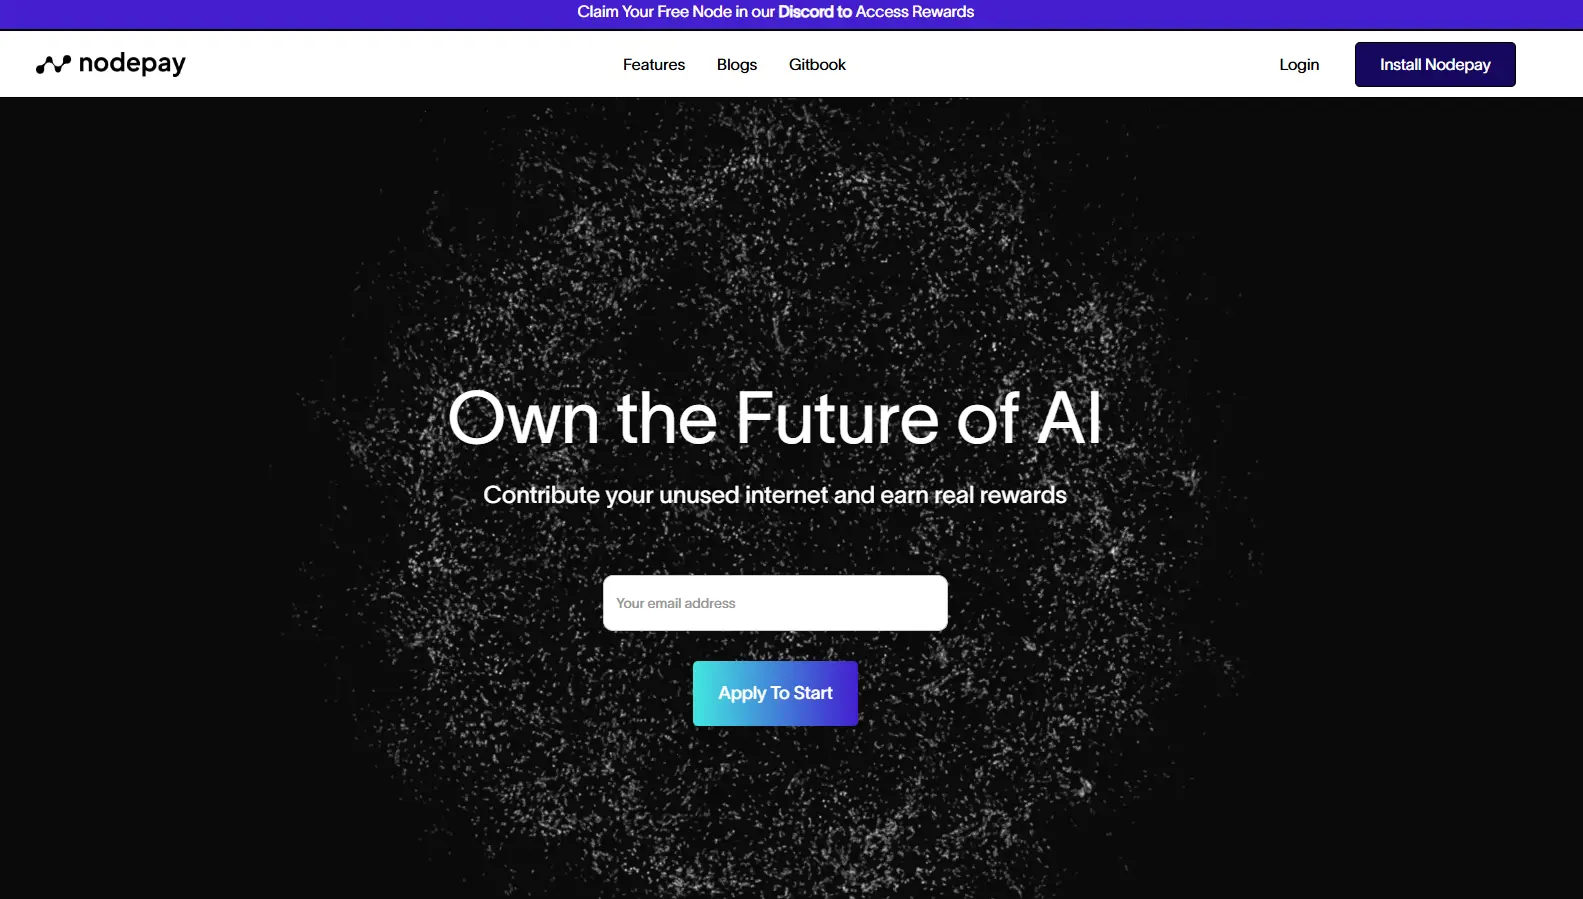 Claim Your Free Node in our Discord to Access Rewards
nodepay
Features
Blogs
Gitbook
Login
Install Nodepay
Own the Future of AI
Contribute your unused internet and earn real rewards
Your email address
Apply To Start